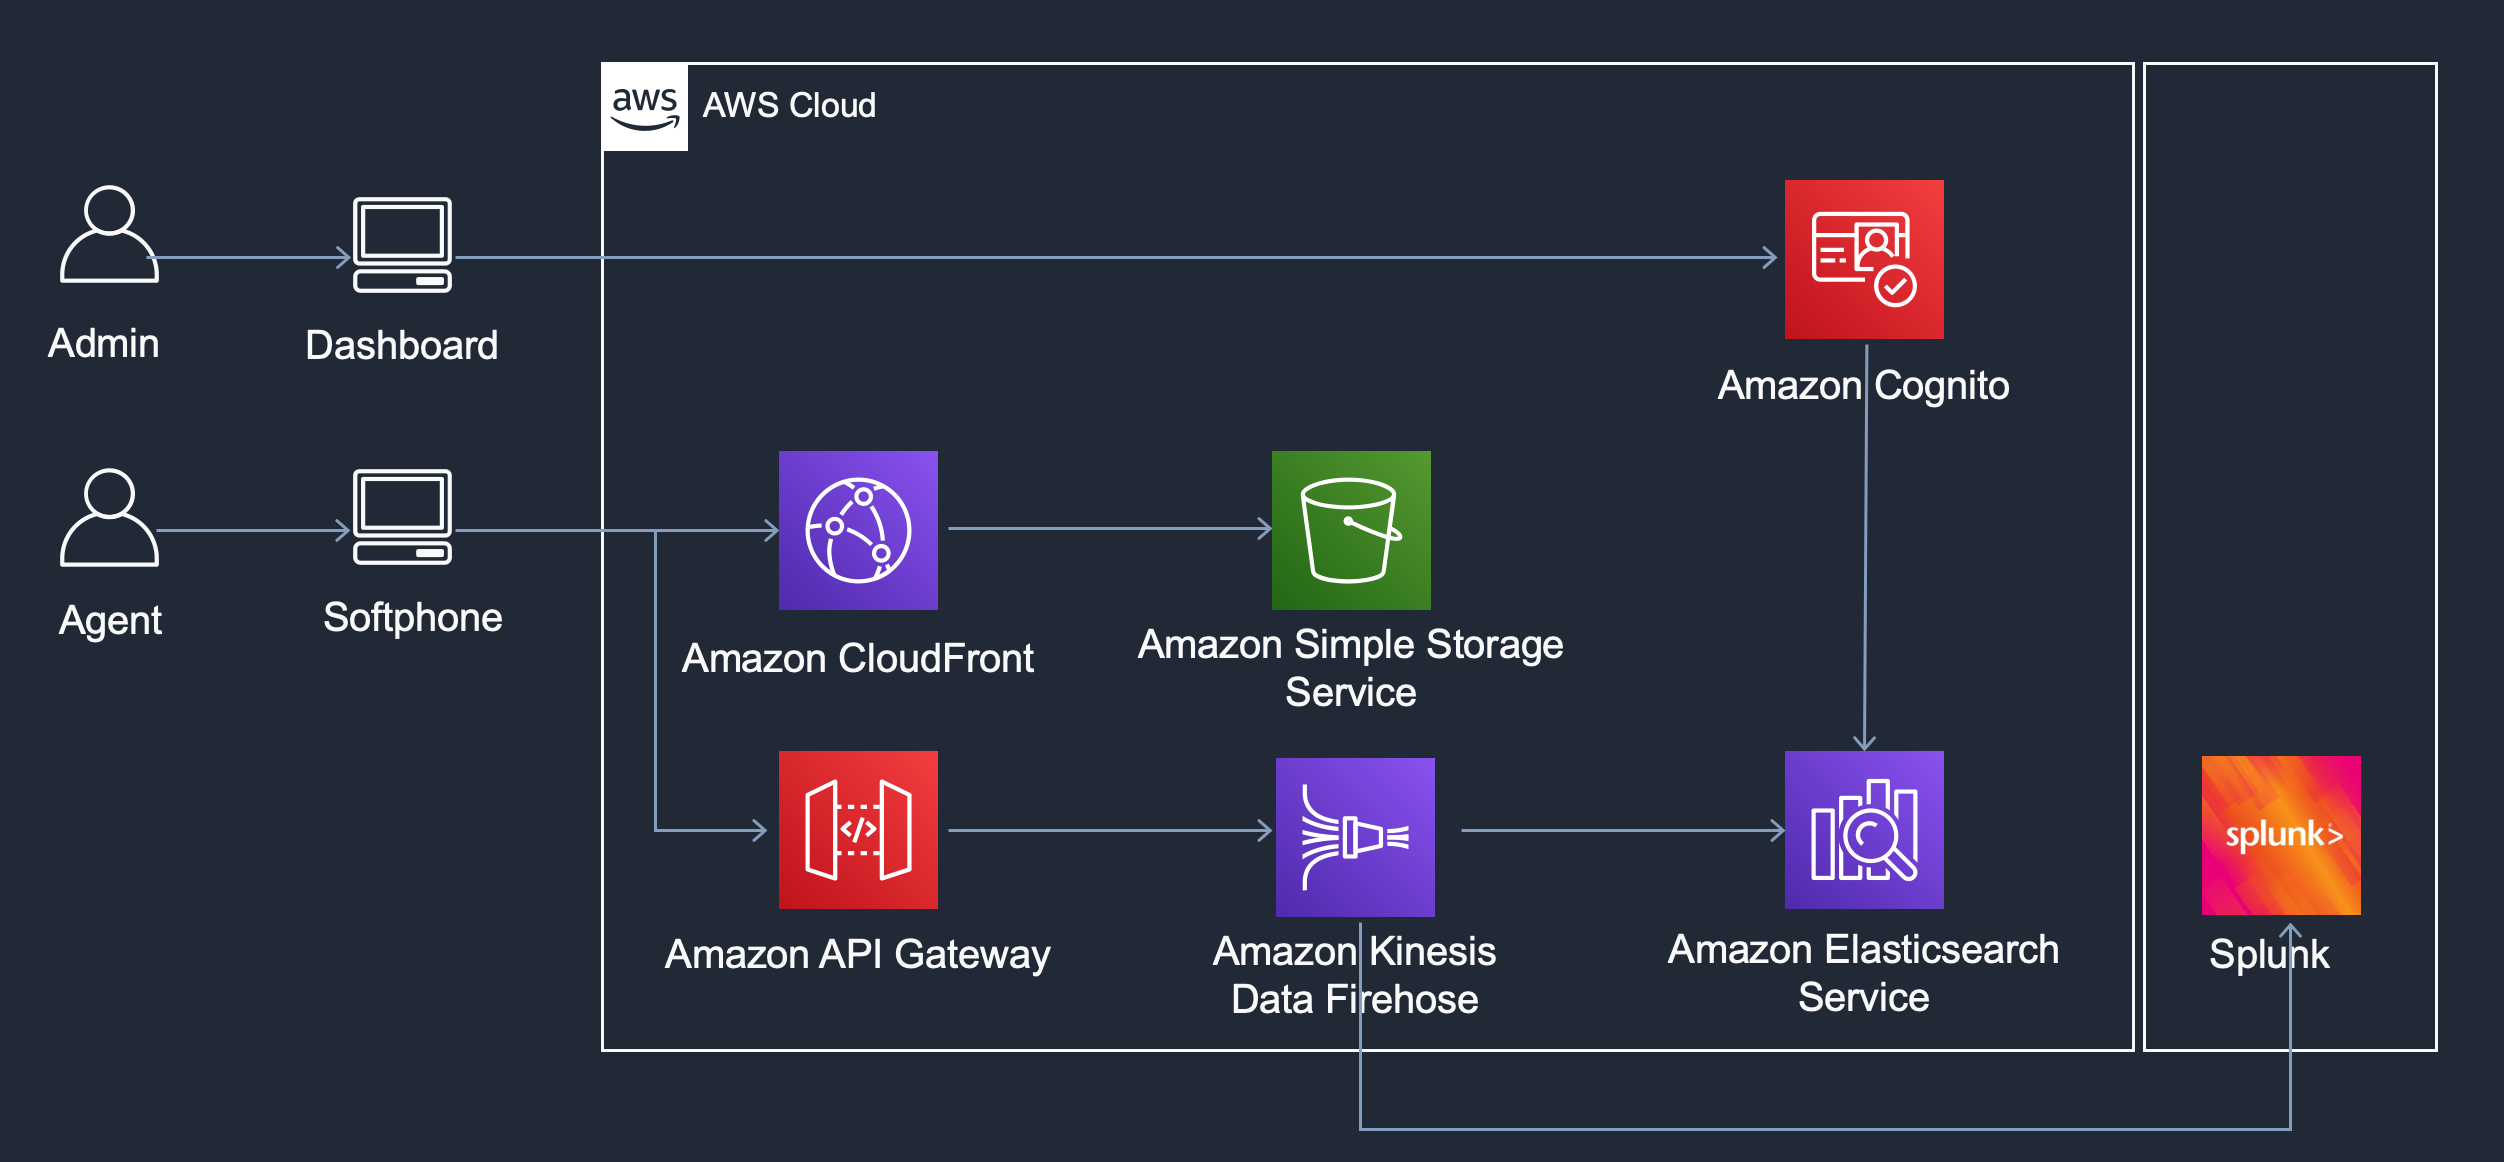 aws
AWS Cloud
Admin
Dashboard
Amazon Cognito
Agent
Softphone
Amazon CloudFront
Amazon Simple Storage
Service
Amazon API Gateway
Amazon Kinesis
Data Firehose
Amazon Elasticsearch
Service
splunk>
Splunk